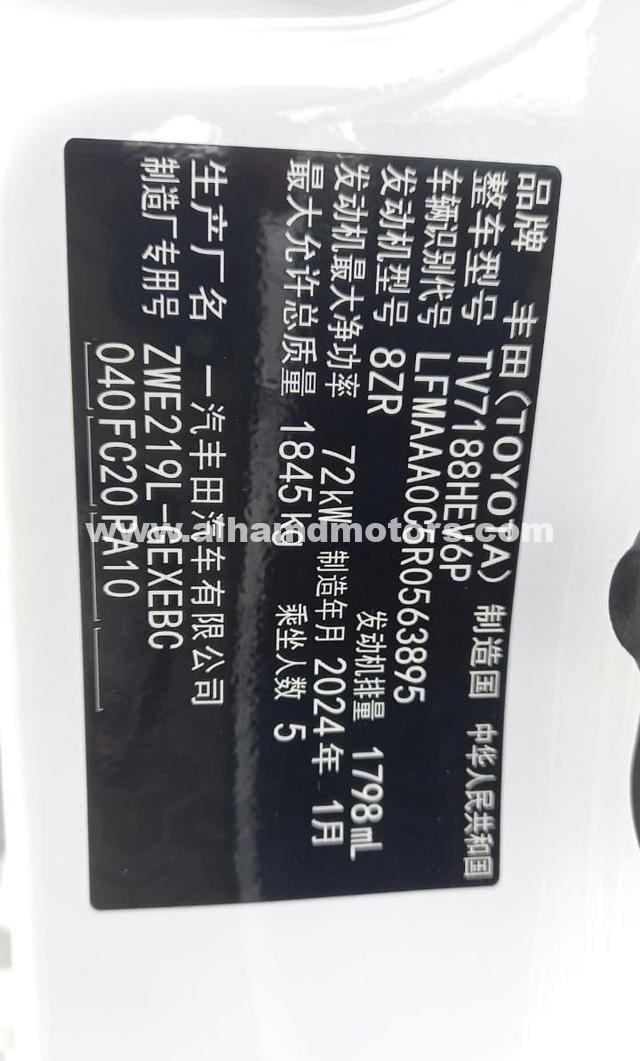 品牌 丰田（TOYOTA） 制造国 中华人民共和国
整车型号 TV7188HEV6P
车辆识别代号 LFMAAA0C5R0563895
发动机型号 8ZR 发动机排量 1798mL
发动机最大净功率 72kW 制造年月 2024年 1月
最大允许总质量 1845kg 乘坐人数 5
生产厂名 一汽丰田汽车有限公司
制造厂专用号 ZWE219L-GEXEBC
040FC20PA10
www.alhamdmotors.com